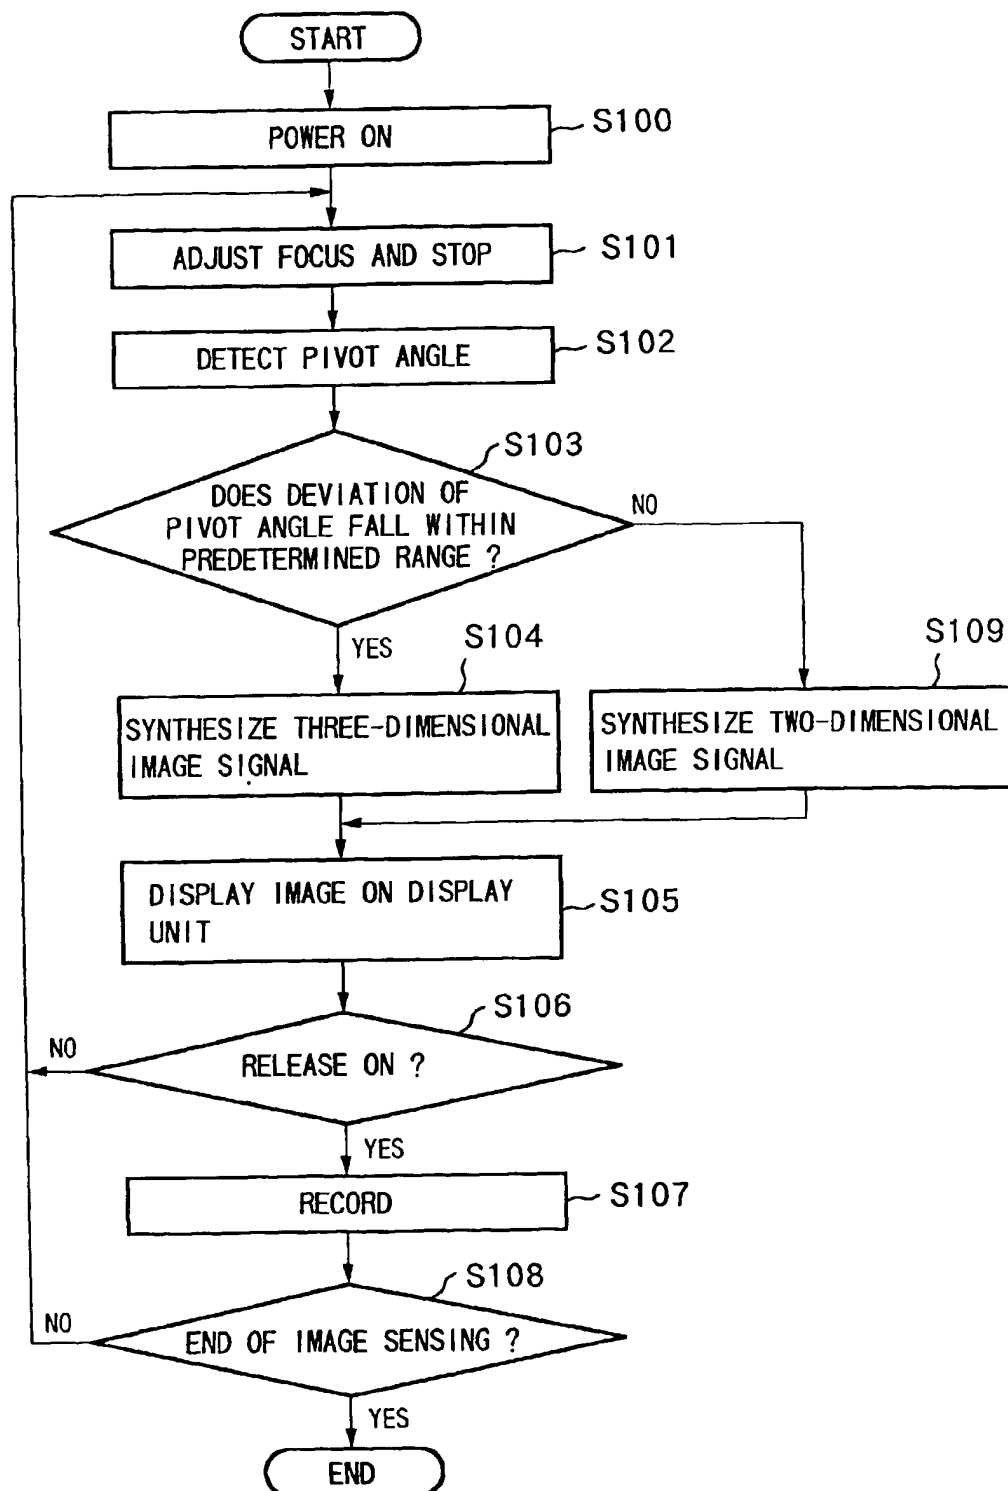 START
POWER ON
S100
ADJUST FOCUS AND STOP
S101
DETECT PIVOT ANGLE
S102
S103
DOES DEVIATION OF
PIVOT ANGLE FALL WITHIN
PREDETERMINED RANGE ?
NO
YES
S104
S109
SYNTHESIZE THREE-DIMENSIONAL
IMAGE SIGNAL
SYNTHESIZE TWO-DIMENSIONAL
IMAGE SIGNAL
DISPLAY IMAGE ON DISPLAY
UNIT
S105
S106
RELEASE ON ?
NO
YES
RECORD
S107
S108
END OF IMAGE SENSING ?
NO
YES
END